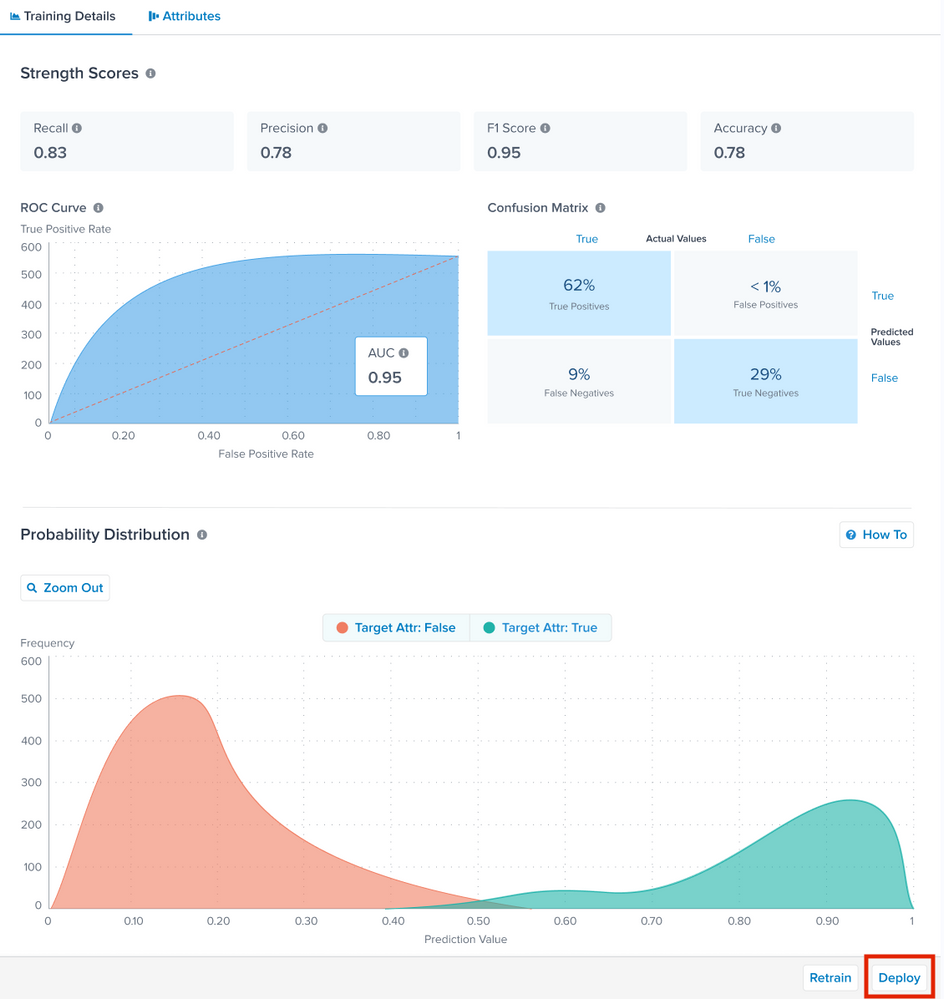 Training Details
Attributes
Strength Scores
Recall
0.83
Precision
0.78
F1 Score
0.95
Accuracy
0.78
ROC Curve
True Positive Rate
600
500
400
300
200
100
0
AUC
0.95
0 0.20 0.40 0.60 0.80 1
False Positive Rate
Confusion Matrix
True Actual Values False
62%
True Positives
< 1%
False Positives
True
Predicted
Values
9%
False Negatives
29%
True Negatives
False
Probability Distribution
How To
Zoom Out
Target Attr: False
Target Attr: True
Frequency
600
500
400
300
200
100
0
0 0.10 0.20 0.30 0.40 0.50 0.60 0.70 0.80 0.90 1
Prediction Value
Retrain
Deploy